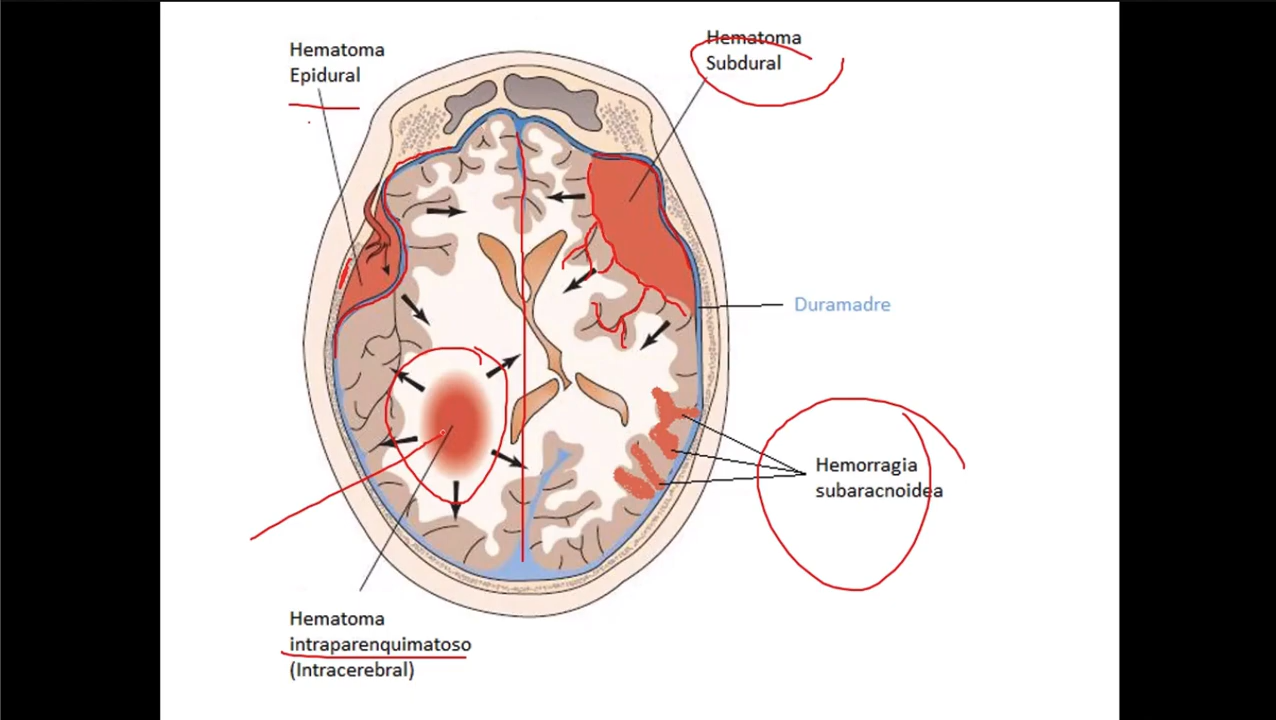 Hematoma
Epidural
Hematoma
Subdural
Duramadre
Hemorragia
subaracnoidea
Hematoma
intraparenquimatoso
(Intracerebral)